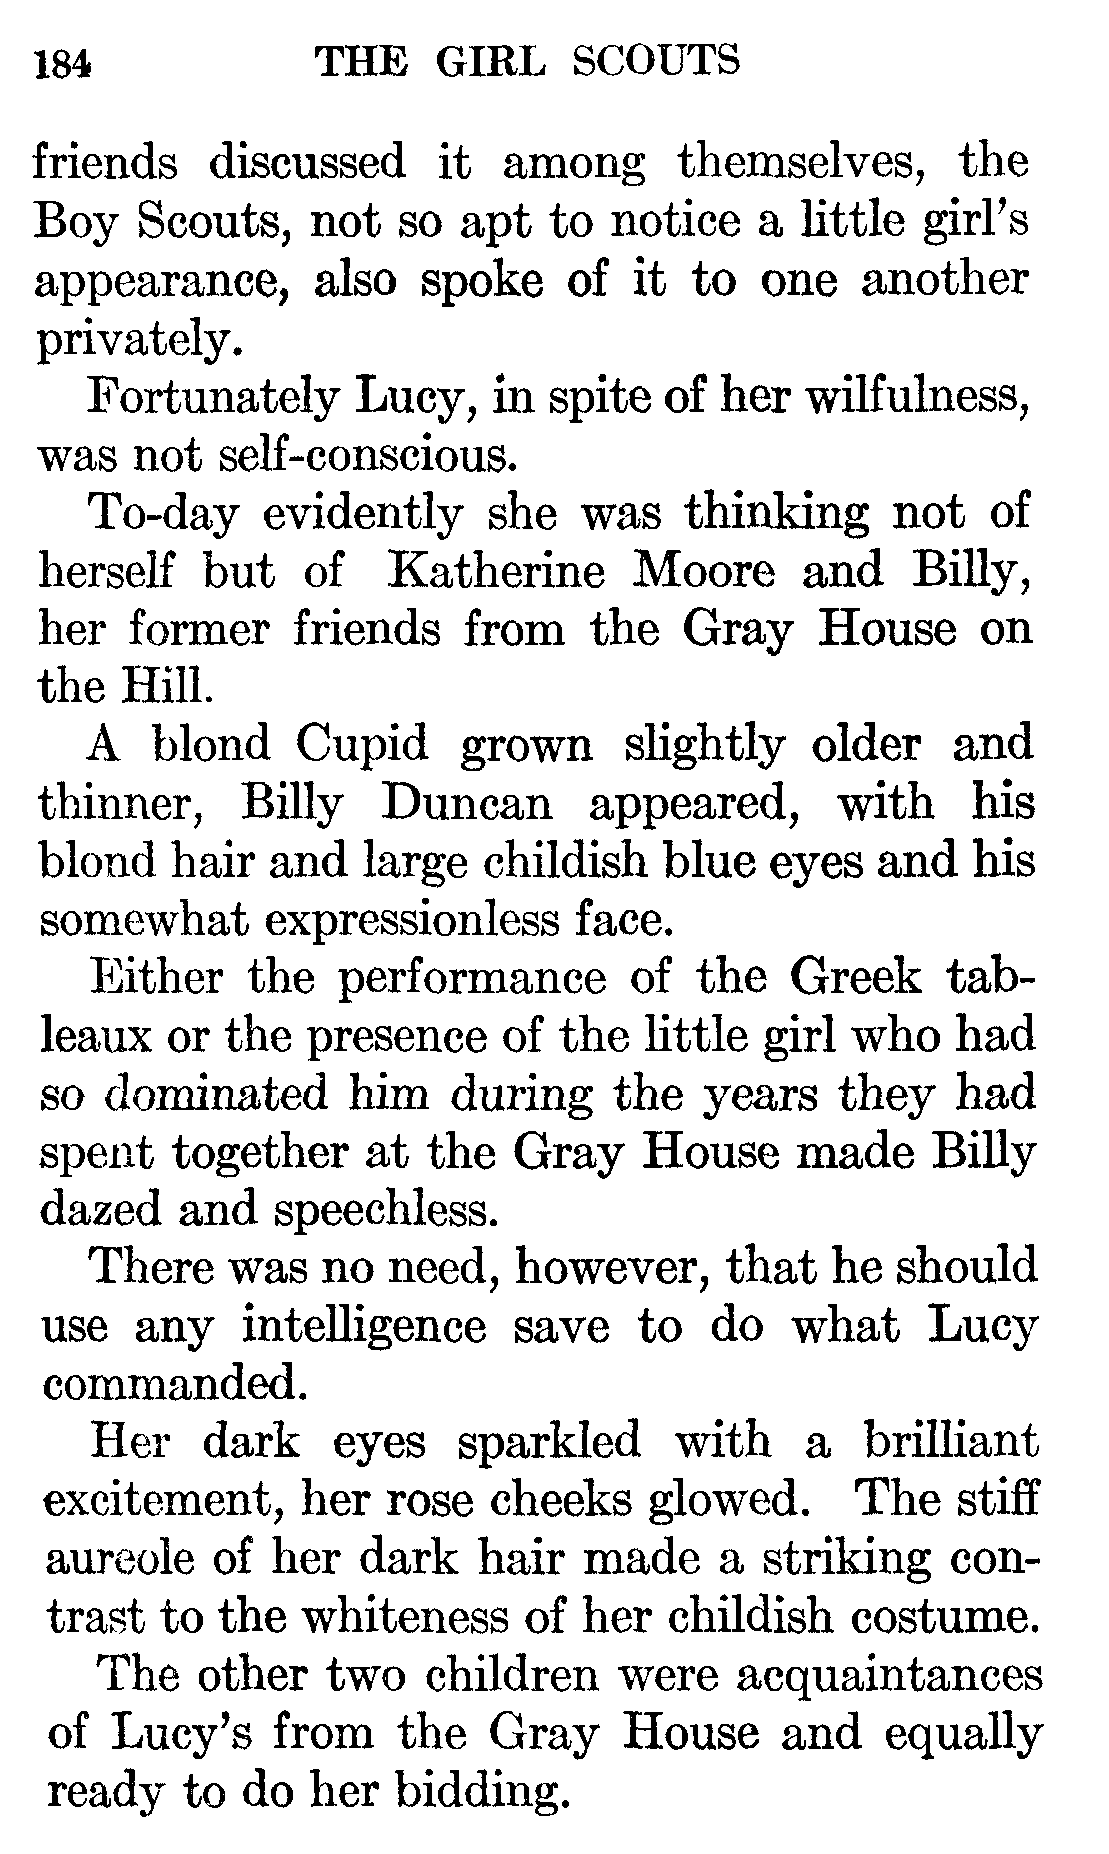 184 THE GIRL SCOUTS
friends discussed it among themselves, the
Boy Scouts, not so apt to notice a little girl's
appearance, also spoke of it to one another
privately.
Fortunately Lucy, in spite of her wilfulness,
was not self-conscious.
To-day evidently she was thinking not of
herself but of Katherine Moore and Billy,
her former friends from the Gray House on
the Hill.
A blond Cupid grown slightly older and
thinner, Billy Duncan appeared, with his
blond hair and large childish blue eyes and his
somewhat expressionless face.
Either the performance of the Greek tab-
leaux or the presence of the little girl who had
so dominated him during the years they had
spent together at the Gray House made Billy
dazed and speechless.
There was no need, however, that he should
use any intelligence save to do what Lucy
commanded.
Her dark eyes sparkled with a brilliant
excitement, her rose cheeks glowed. The stiff
aureole of her dark hair made a striking con-
trast to the whiteness of her childish costume.
The other two children were acquaintances
of Lucy's from the Gray House and equally
ready to do her bidding.